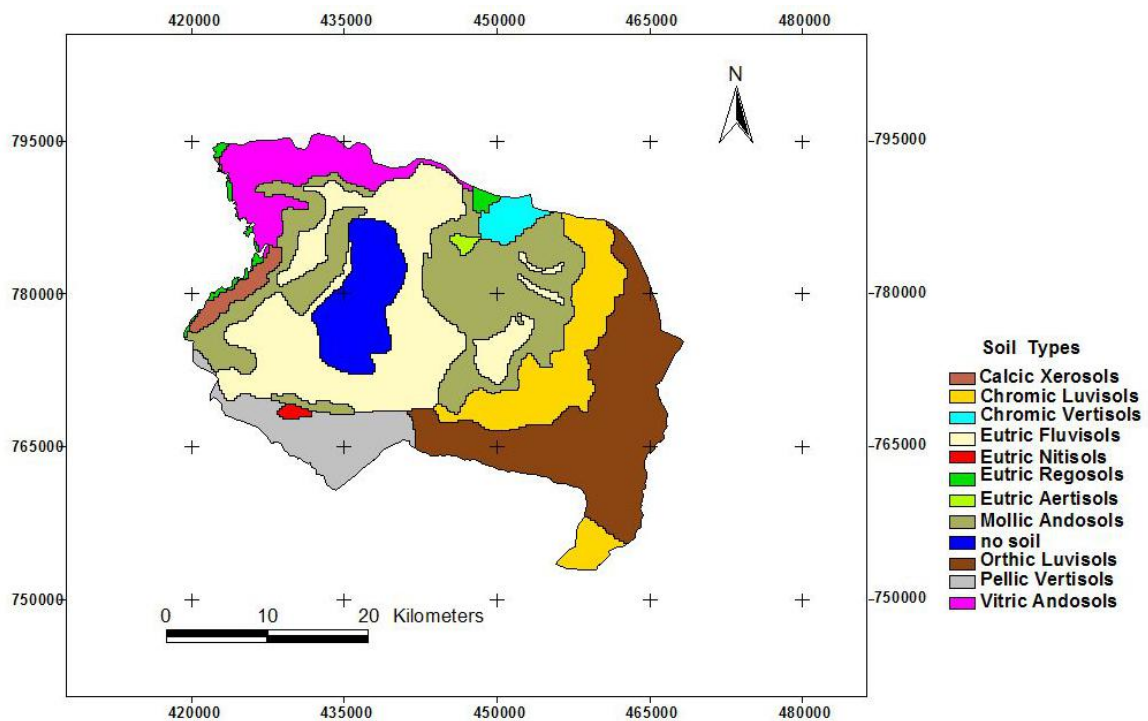 420000 435000 450000 465000 480000
N
795000 795000
780000 780000
765000 765000
750000 750000
0 10 20 Kilometers
420000 435000 450000 465000 480000
Soil Types
Calcic Xerosols
Chromic Luvisols
Chromic Vertisols
Eutric Fluvisols
Eutric Nitisols
Eutric Regosols
Eutric Aertisols
Mollic Andosols
no soil
Orthic Luvisols
Pellic Vertisols
Vitric Andosols